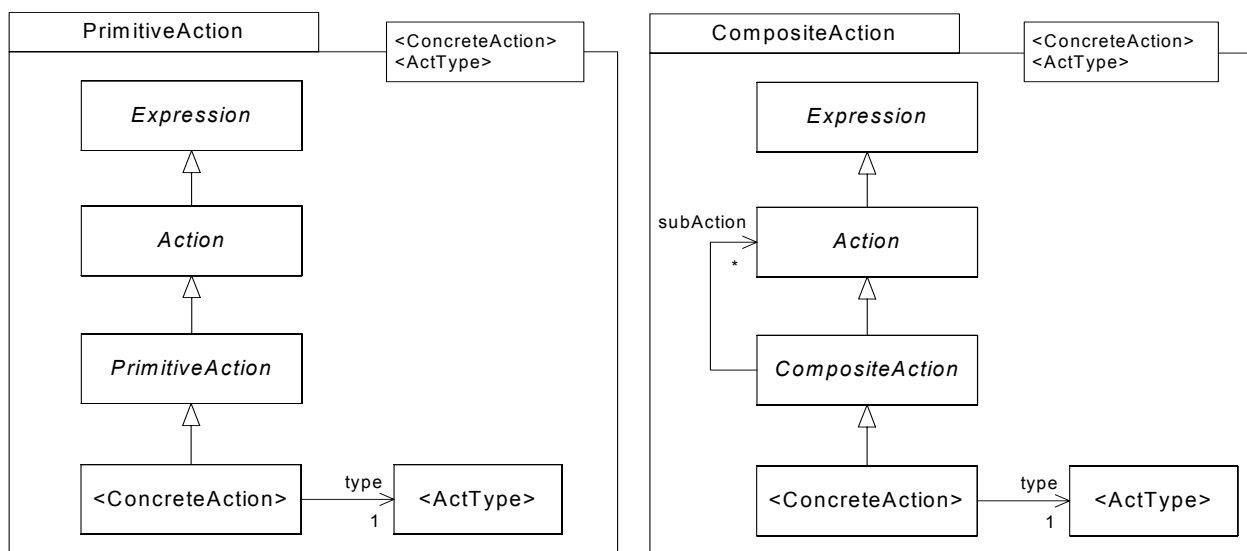 PrimitiveAction
<ConcreteAction>
<ActType>
Expression
Action
PrimitiveAction
<ConcreteAction>
type
1
<ActType>
CompositeAction
<ConcreteAction>
<ActType>
Expression
subAction
*
Action
CompositeAction
<ConcreteAction>
type
1
<ActType>